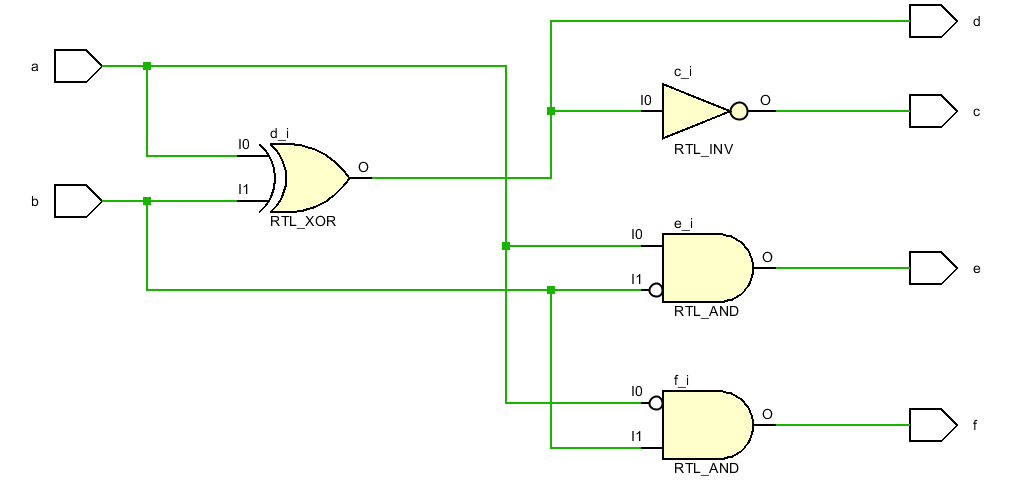 d
c_i
a
I0
O
c
d_i
RTL_INV
I0
O
I1
b
RTL_XOR
e_i
I0
O
e
I1
RTL_AND
f_i
I0
O
f
I1
RTL_AND